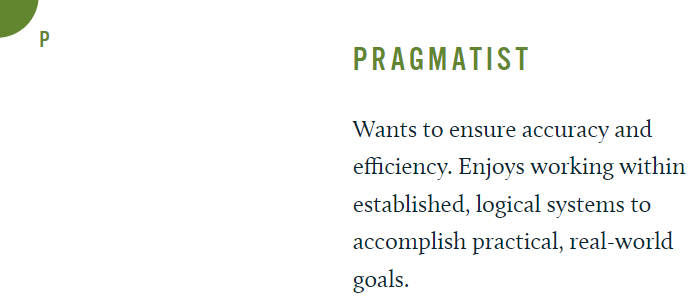 P
PRAGMATIST
Wants to ensure accuracy and
efficiency. Enjoys working within
established, logical systems to
accomplish practical, real-world
goals.